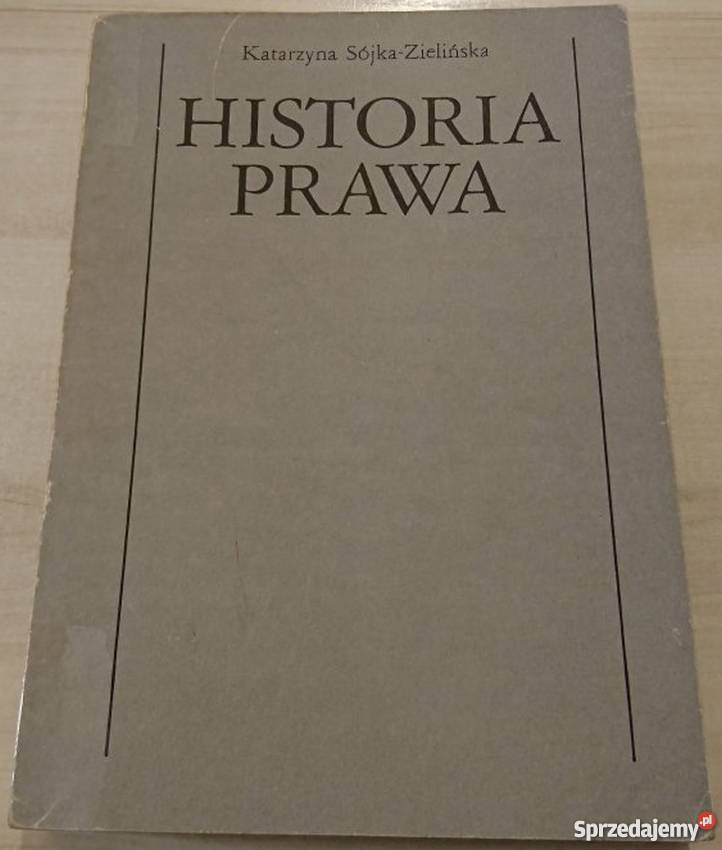 Katarzyna Sójka-Zielińska
HISTORIA
PRAWA
Sprzedajemy.pl